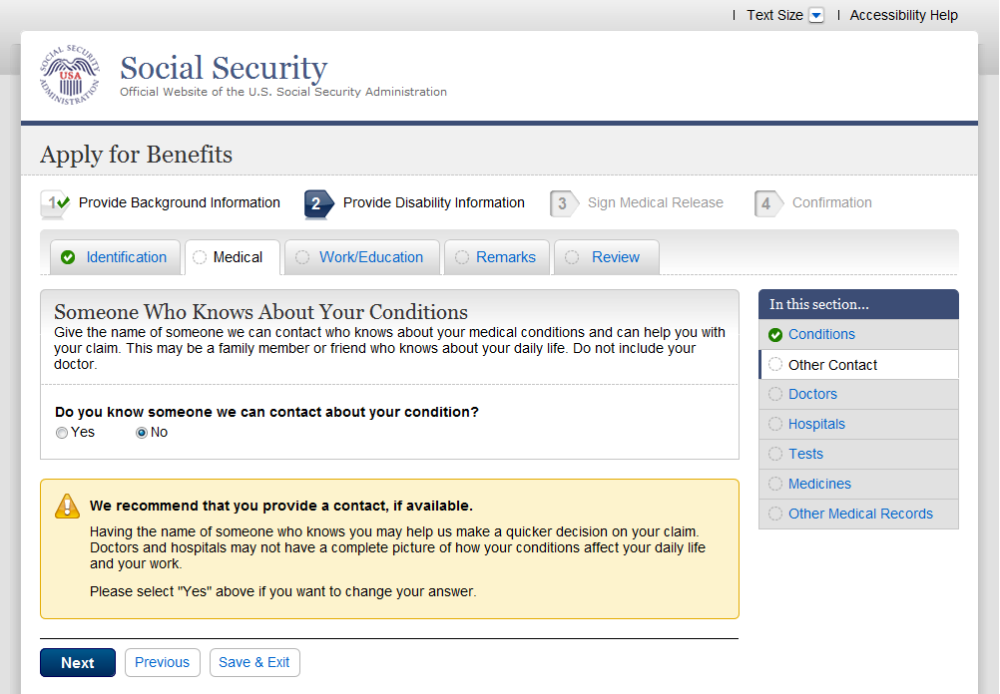 Text Size
Accessibility Help
SOCIAL SECURITY ADMINISTRATION
USA
Social Security
Official Website of the U.S. Social Security Administration
Apply for Benefits
1 Provide Background Information
2 Provide Disability Information
3 Sign Medical Release
4 Confirmation
Identification
Medical
Work/Education
Remarks
Review
Someone Who Knows About Your Conditions
Give the name of someone we can contact who knows about your medical conditions and can help you with
your claim. This may be a family member or friend who knows about your daily life. Do not include your
doctor.
Do you know someone we can contact about your condition?
Yes No
We recommend that you provide a contact, if available.
Having the name of someone who knows you may help us make a quicker decision on your claim.
Doctors and hospitals may not have a complete picture of how your conditions affect your daily life
and your work.
Please select "Yes" above if you want to change your answer.
Next
Previous
Save & Exit
In this section...
Conditions
Other Contact
Doctors
Hospitals
Tests
Medicines
Other Medical Records